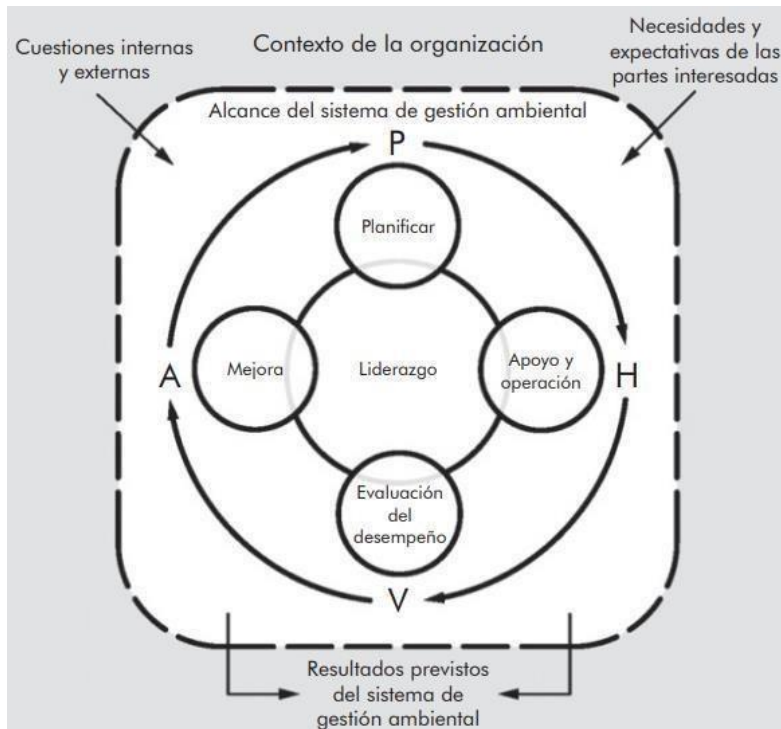 Cuestiones internas
y externas
Contexto de la organización
Necesidades y
expectativas de las
partes interesadas
Alcance del sistema de gestión ambiental
P
Planificar
A
Mejora
Liderazgo
Apoyo y
operación
H
Evaluación
del
desempeño
V
Resultados previstos
del sistema de
gestión ambiental